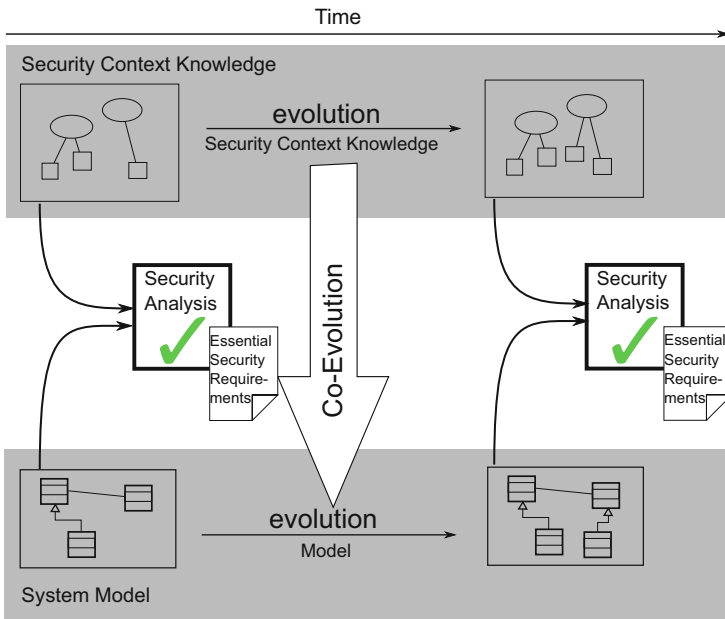 Time
Security Context Knowledge
evolution
Security Context Knowledge
Co-Evolution
Security
Analysis
Essential
Security
Require-
ments
Security
Analysis
Essential
Security
Require-
ments
evolution
Model
System Model